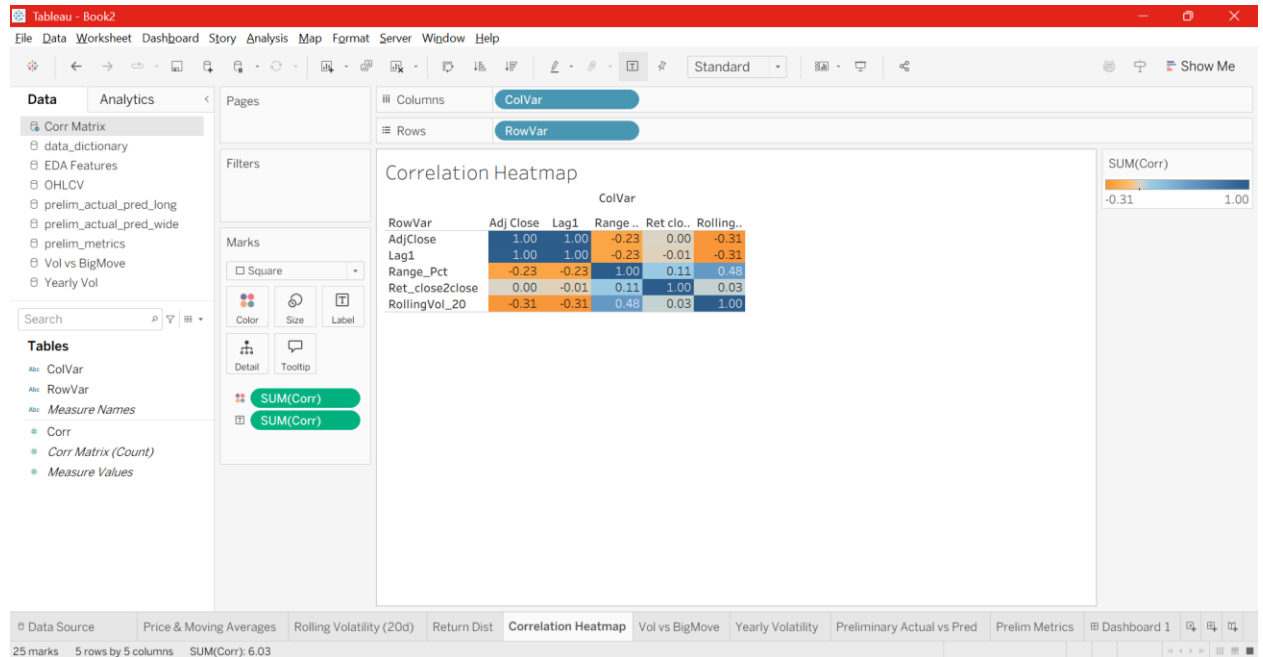 Tableau - Book2
File Data Worksheet Dashboard Story Analysis Map Format Server Window Help
Standard
Show Me
Data Analytics
Pages
Columns ColVar
Rows RowVar
Corr Matrix
data_dictionary
EDA Features
OHLCV
prelim_actual_pred_long
prelim_actual_pred_wide
prelim_metrics
Vol vs BigMove
Yearly Vol
Search
Tables
Abc ColVar
Abc RowVar
Abc Measure Names
# Corr
# Corr Matrix (Count)
# Measure Values
Filters
Marks
Square
Color Size Label
Detail Tooltip
SUM(Corr)
SUM(Corr)
Correlation Heatmap
ColVar
RowVar Adj Close Lag1 Range .. Ret clo.. Rolling..
AdjClose 1.00 1.00 -0.23 0.00 -0.31
Lag1 1.00 1.00 -0.23 -0.01 -0.31
Range_Pct -0.23 -0.23 1.00 0.11 0.48
Ret_close2close 0.00 -0.01 0.11 1.00 0.03
RollingVol_20 -0.31 -0.31 0.48 0.03 1.00
SUM(Corr)
-0.31 1.00
Data Source Price & Moving Averages Rolling Volatility (20d) Return Dist Correlation Heatmap Vol vs BigMove Yearly Volatility Preliminary Actual vs Pred Prelim Metrics Dashboard 1
25 marks 5 rows by 5 columns SUM(Corr): 6.03